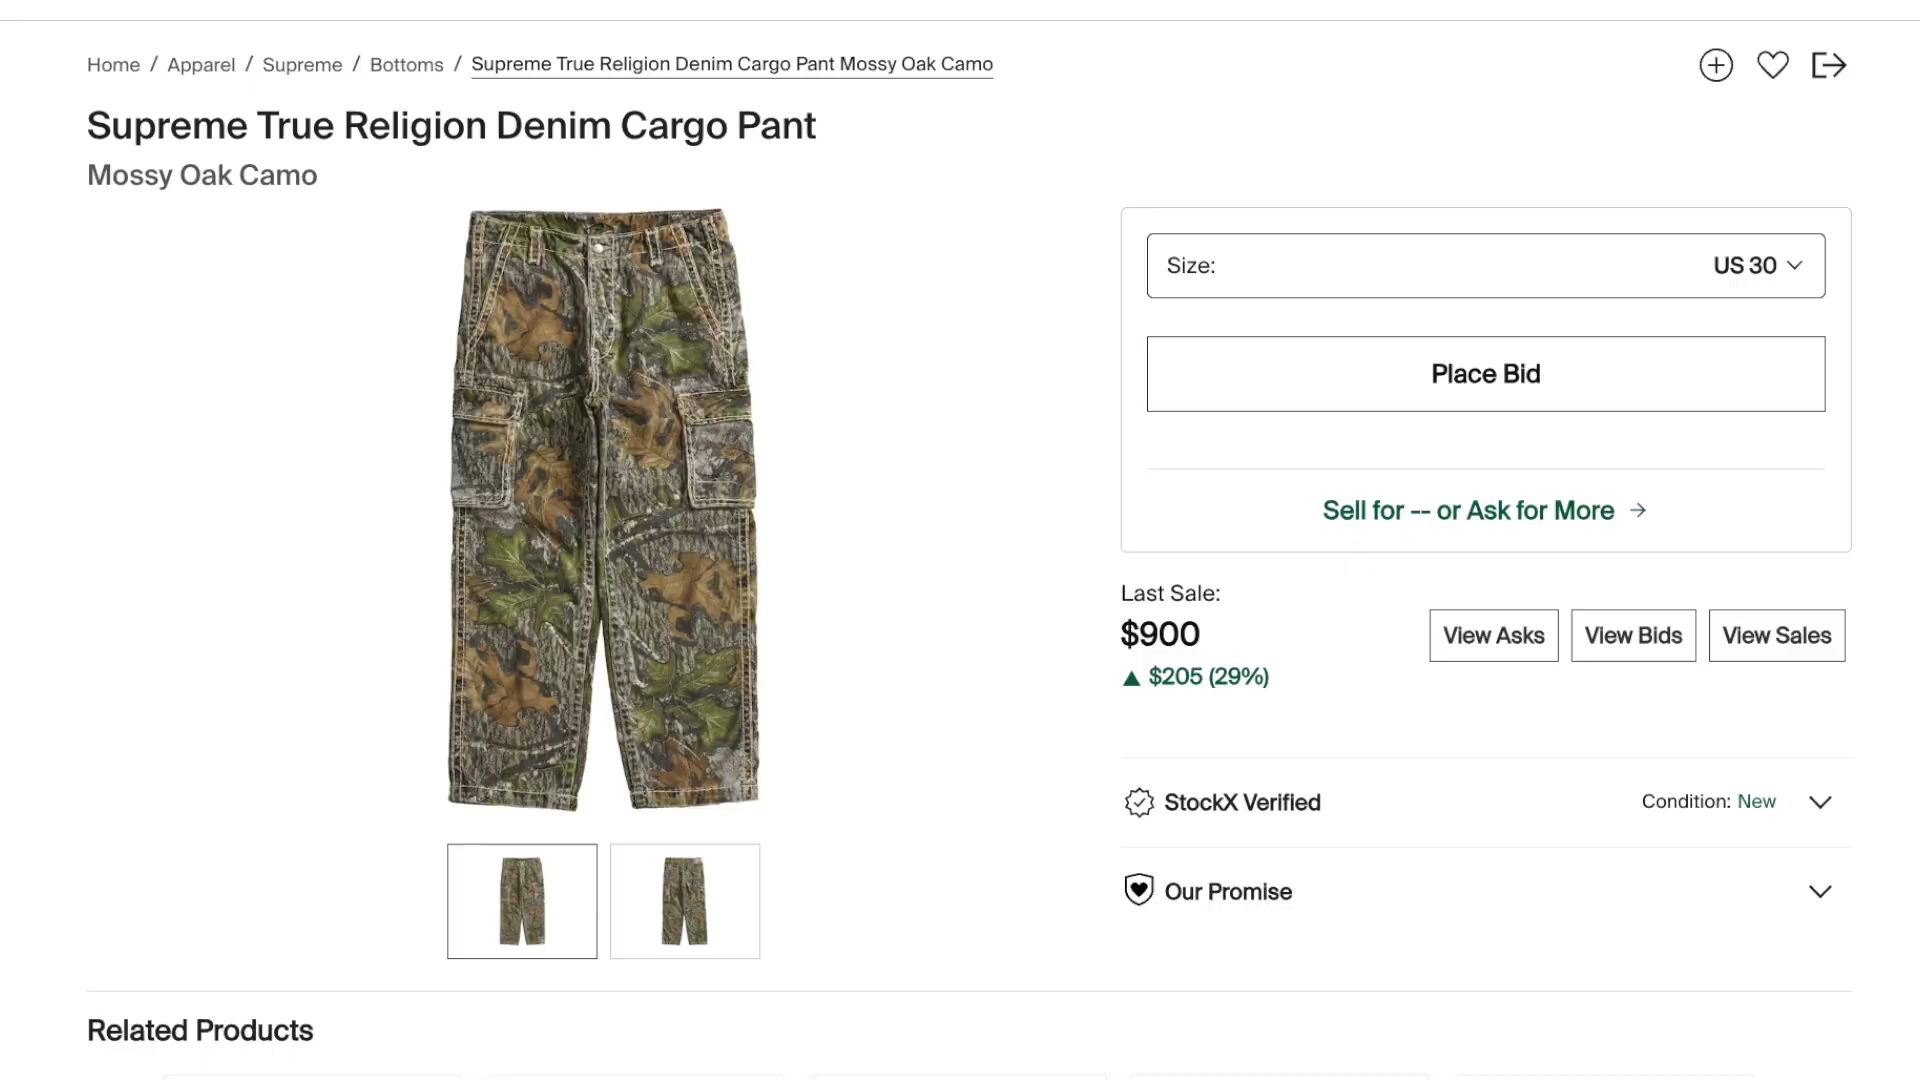 Home / Apparel / Supreme / Bottoms / Supreme True Religion Denim Cargo Pant Mossy Oak Camo
Supreme True Religion Denim Cargo Pant
Mossy Oak Camo
Size: US 30
Place Bid
Sell for -- or Ask for More →
Last Sale:
$900
▲ $205 (29%)
View Asks View Bids View Sales
StockX Verified Condition: New
Our Promise
Related Products